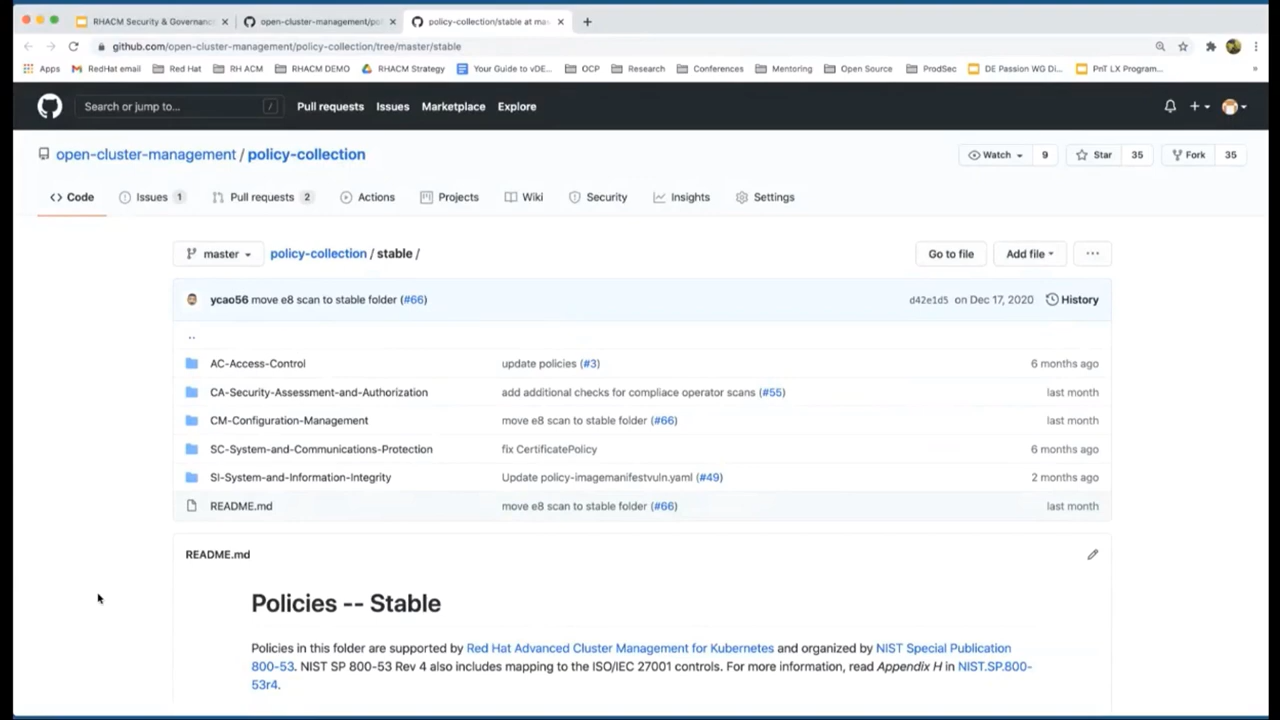 RHACM Security & Governanc
open-cluster-management/po
policy-collection/stable at ma
github.com/open-cluster-management/policy-collection/tree/master/stable
Apps RedHat email Red Hat RH ACM RHACM DEMO RHACM Strategy Your Guide to vDE... OCP Research Conferences Mentoring Open Source ProdSec DE Passion WG Di... PnT LX Program... »
Search or jump to... / Pull requests Issues Marketplace Explore
open-cluster-management / policy-collection Watch 9 Star 35 Fork 35
Code Issues 1 Pull requests 2 Actions Projects Wiki Security Insights Settings
master policy-collection / stable / Go to file Add file ...
ycao56 move e8 scan to stable folder (#66) d42e1d5 on Dec 17, 2020 History
..
AC-Access-Control update policies (#3) 6 months ago
CA-Security-Assessment-and-Authorization add additional checks for compliace operator scans (#55) last month
CM-Configuration-Management move e8 scan to stable folder (#66) last month
SC-System-and-Communications-Protection fix CertificatePolicy 6 months ago
SI-System-and-Information-Integrity Update policy-imagemanifestvuln.yaml (#49) 2 months ago
README.md move e8 scan to stable folder (#66) last month
README.md
Policies -- Stable
Policies in this folder are supported by Red Hat Advanced Cluster Management for Kubernetes and organized by NIST Special Publication
800-53. NIST SP 800-53 Rev 4 also includes mapping to the ISO/IEC 27001 controls. For more information, read Appendix H in NIST.SP.800-
53r4.